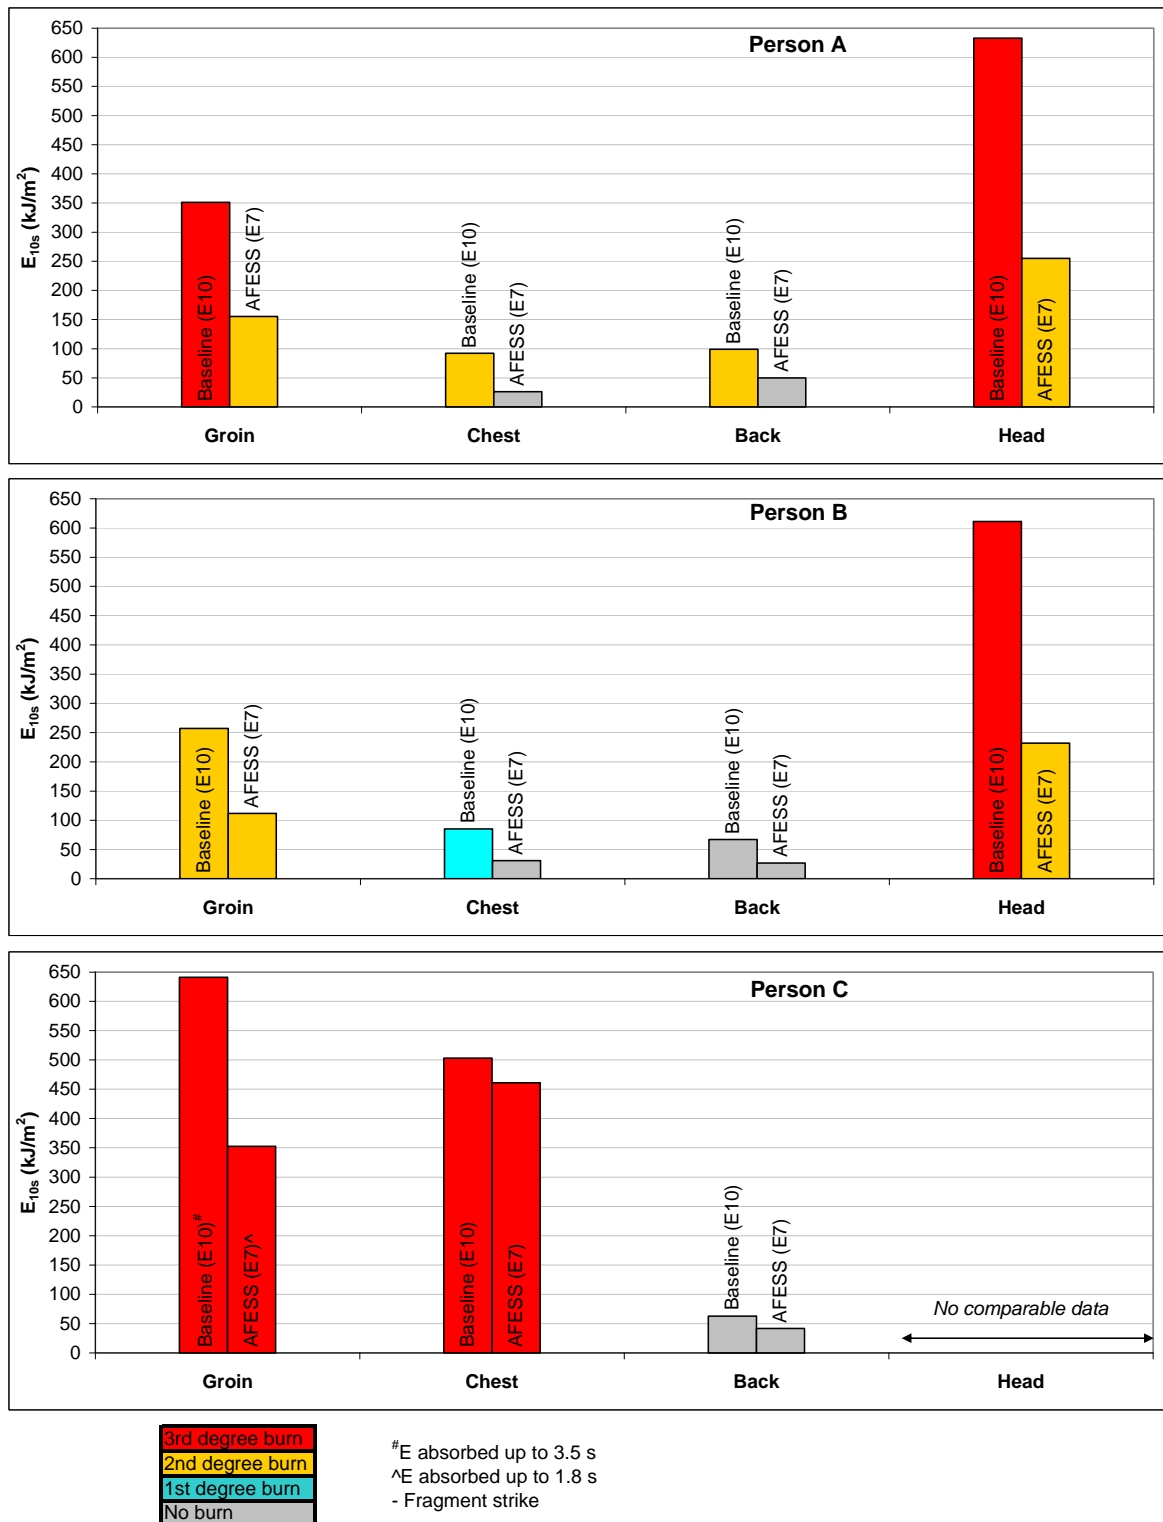 Person A
650
600
550
500
450
400
350
300
250
200
150
100
50
0
E10s (kJ/m²)
Baseline (E10)
AFESS (E7)
Baseline (E10)
AFESS (E7)
Baseline (E10)
AFESS (E7)
Baseline (E10)
AFESS (E7)
Groin Chest Back Head
Person B
650
600
550
500
450
400
350
300
250
200
150
100
50
0
E10s (kJ/m²)
Baseline (E10)
AFESS (E7)
Baseline (E10)
AFESS (E7)
Baseline (E10)
AFESS (E7)
Baseline (E10)
AFESS (E7)
Groin Chest Back Head
Person C
650
600
550
500
450
400
350
300
250
200
150
100
50
0
E10s (kJ/m²)
Baseline (E10)#
AFESS (E7)^
Baseline (E10)
AFESS (E7)
Baseline (E10)
AFESS (E7)
No comparable data
Groin Chest Back Head
3rd degree burn
2nd degree burn
1st degree burn
No burn
#E absorbed up to 3.5 s
^E absorbed up to 1.8 s
- Fragment strike